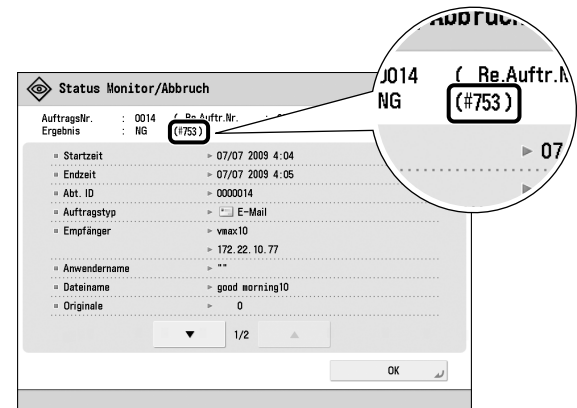 Status Monitor/Abbruch
AuftragsNr. : 0014 ( Re.Auftr.Nr. :
Ergebnis : NG (#753)
Startzeit 07/07 2009 4:04
Endzeit 07/07 2009 4:05
Abt. ID 0000014
Auftragstyp E-Mail
Empfänger vmax10
172.22.10.77
Anwendername ""
Dateiname good morning10
Originale 0
1/2
OK
Abbruch
0014 ( Re.Auftr.N
NG (#753)
07